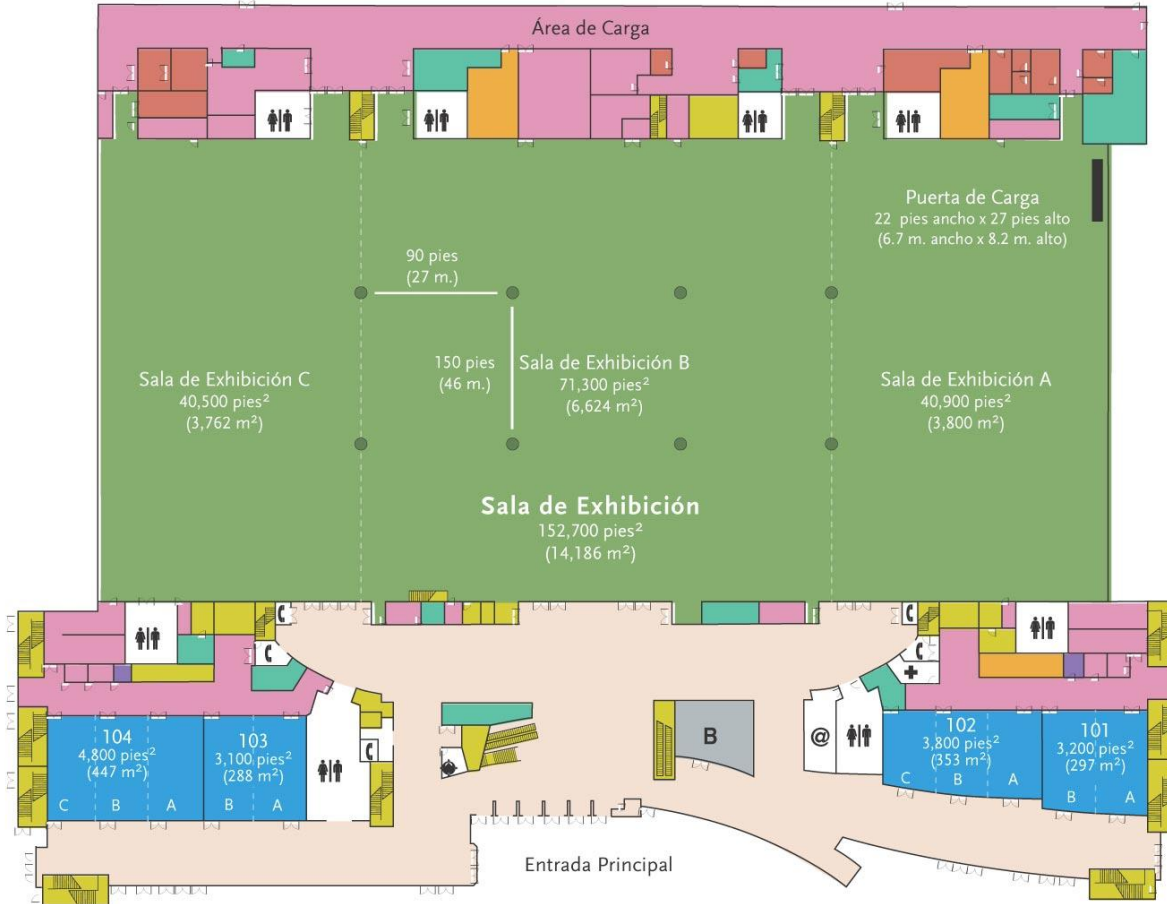 Área de Carga
Puerta de Carga
22 pies ancho x 27 pies alto
(6.7 m. ancho x 8.2 m. alto)
90 pies
(27 m.)
150 pies
(46 m.)
Sala de Exhibición C
40,500 pies²
(3,762 m²)
Sala de Exhibición B
71,300 pies²
(6,624 m²)
Sala de Exhibición A
40,900 pies²
(3,800 m²)
Sala de Exhibición
152,700 pies²
(14,186 m²)
104
4,800 pies²
(447 m²)
C B A
103
3,100 pies²
(288 m²)
B A
B
@
102
3,800 pies²
(353 m²)
C B A
101
3,200 pies²
(297 m²)
B A
Entrada Principal